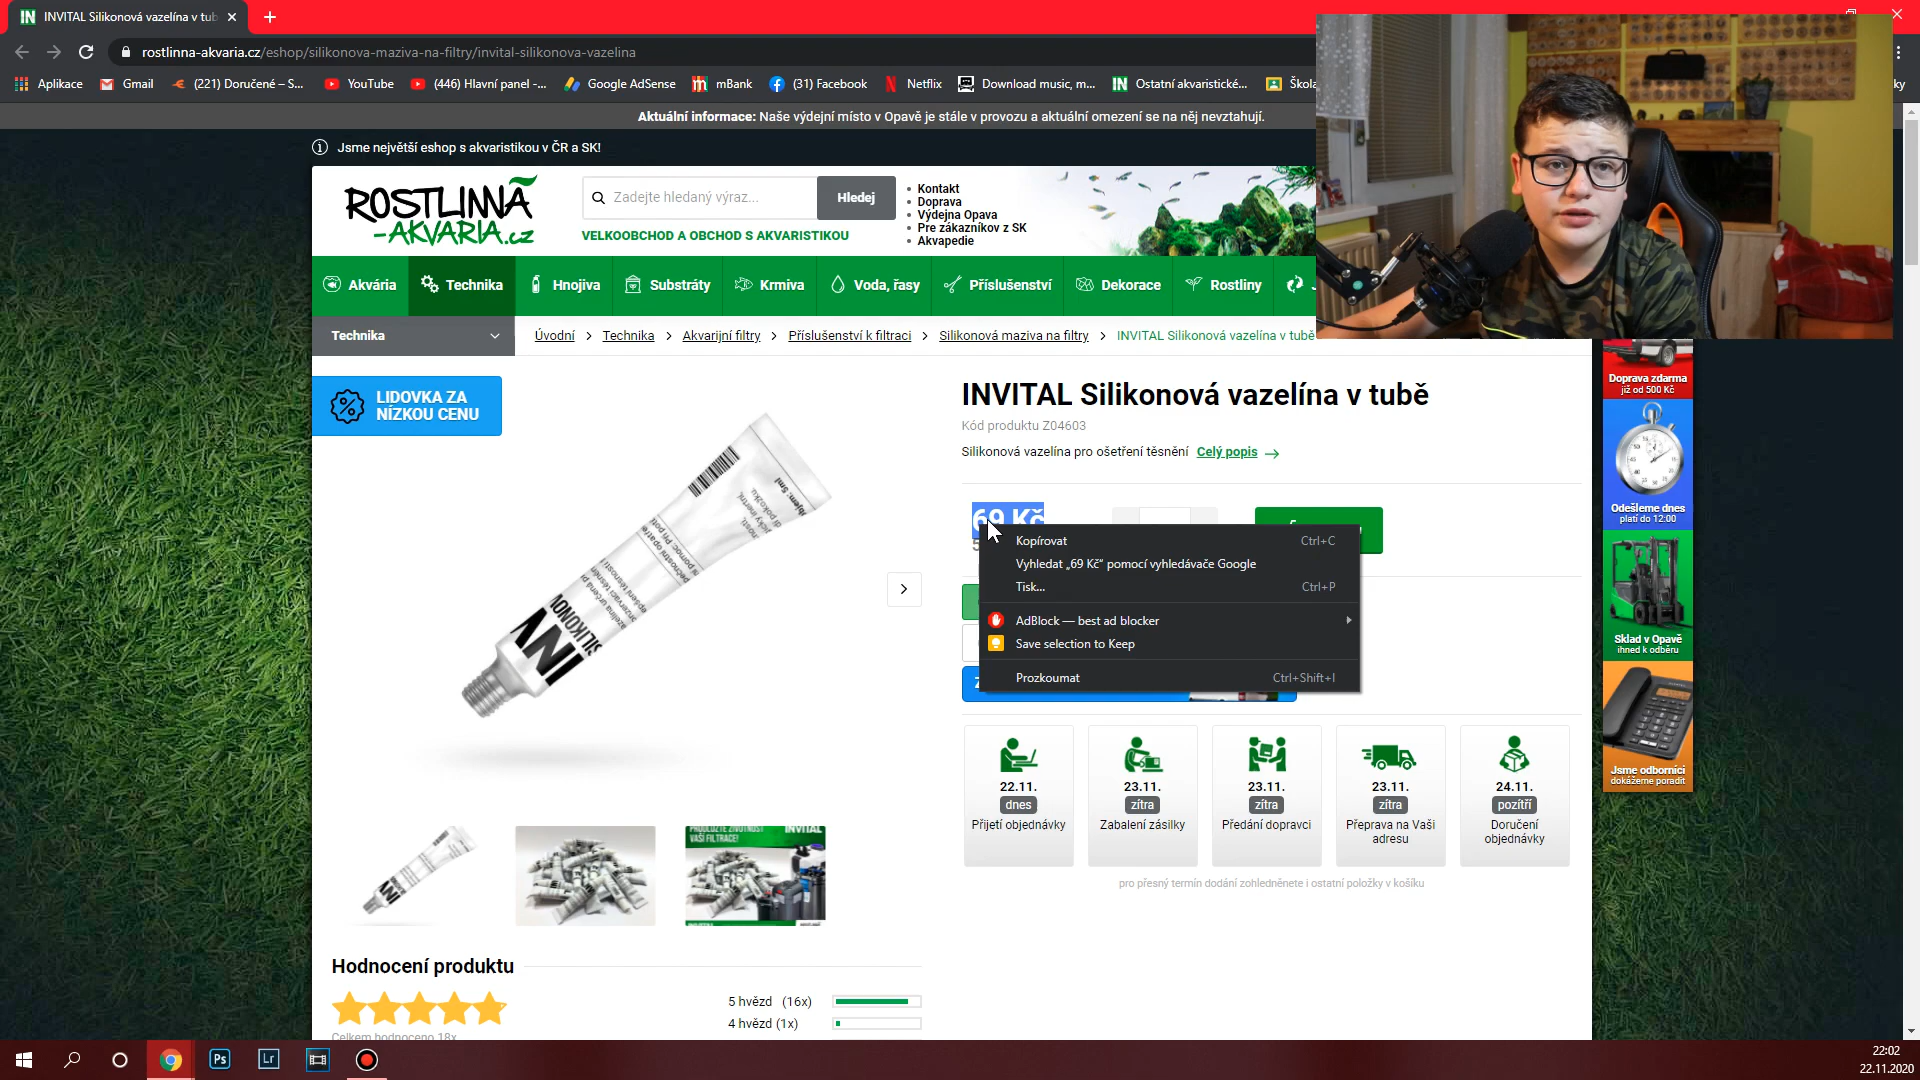 INVITAL Silikonová vazelína v tub
rostlinna-akvaria.cz/eshop/silikonova-maziva-na-filtry/invital-silikonova-vazelina
Aplikace
Gmail
(221) Doručené – S...
YouTube
(446) Hlavní panel -...
Google AdSense
mBank
(31) Facebook
Netflix
Download music, m...
Ostatní akvaristické...
Škola
ky
Aktuální informace: Naše výdejní místo v Opavě je stále v provozu a aktuální omezení se na něj nevztahují.
Jsme největší eshop s akvaristikou v ČR a SK!
ROSTLINNÁ
-AKVARIA.cz
Zadejte hledaný výraz...
Hledej
VELKOOBCHOD A OBCHOD S AKVARISTIKOU
Kontakt
Doprava
Výdejna Opava
Pre zákazníkov z SK
Akvapedie
Akvária
Technika
Hnojiva
Substráty
Krmiva
Voda, řasy
Příslušenství
Dekorace
Rostliny
Technika
Úvodní > Technika > Akvarijní filtry > Příslušenství k filtraci > Silikonová maziva na filtry > INVITAL Silikonová vazelína v tubě
LIDOVKA ZA
NÍZKOU CENU
INVITAL Silikonová vazelína v tubě
Kód produktu Z04603
Silikonová vazelína pro ošetření těsnění Celý popis
69 Kč
Kopírovat Ctrl+C
Vyhledat „69 Kč" pomocí vyhledávače Google
Tisk... Ctrl+P
AdBlock — best ad blocker
Save selection to Keep
Prozkoumat Ctrl+Shift+I
22.11.
dnes
Přijetí objednávky
23.11.
zítra
Zabalení zásilky
23.11.
zítra
Předání dopravci
23.11.
zítra
Přeprava na Vaši
adresu
24.11.
pozítří
Doručení
objednávky
pro přesný termín dodání zohledněnete i ostatní položky v košíku
Doprava zdarma
již od 500 Kč
Odešleme dnes
platí do 12:00
Sklad v Opavě
ihned k odběru
Jsme odborníci
dokážeme poradit
INVITAL
Hodnocení produktu
5 hvězd (16x)
4 hvězd (1x)
Celkem hodnoceno 18x
Ps
Lr
22:02
22.11.2020